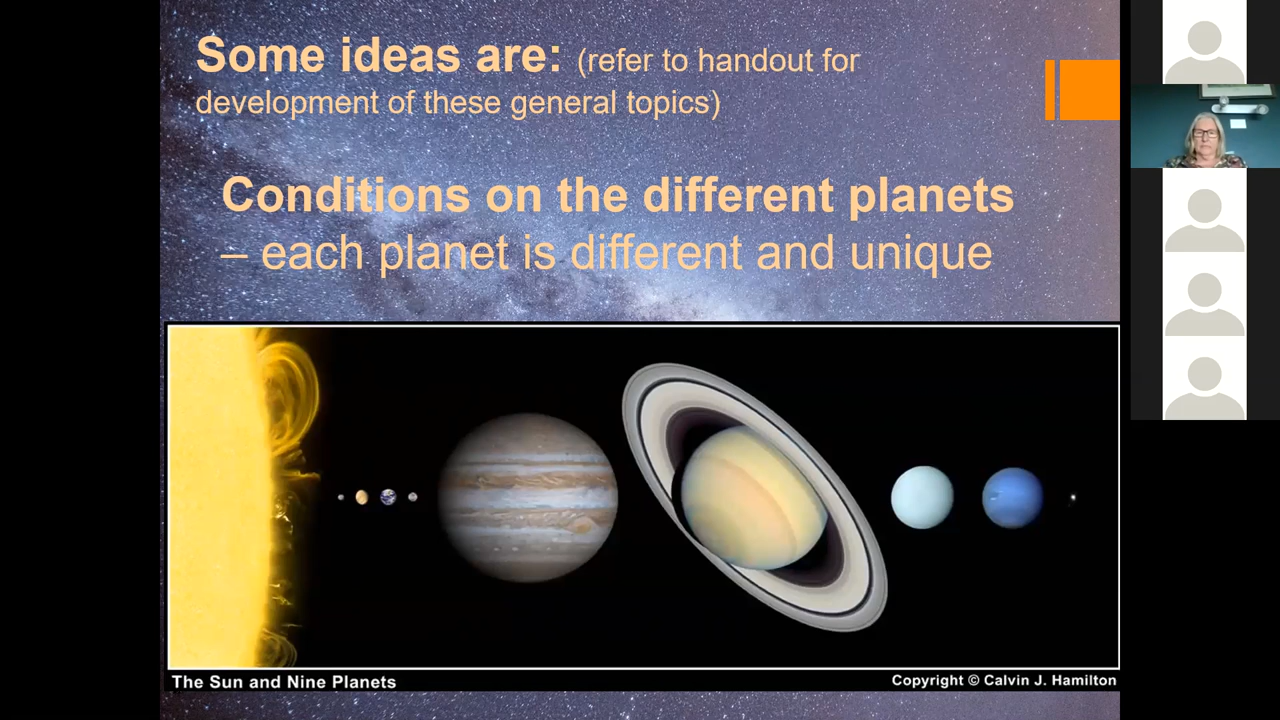 Some ideas are: (refer to handout for
development of these general topics)
Conditions on the different planets
– each planet is different and unique
The Sun and Nine Planets
Copyright © Calvin J. Hamilton